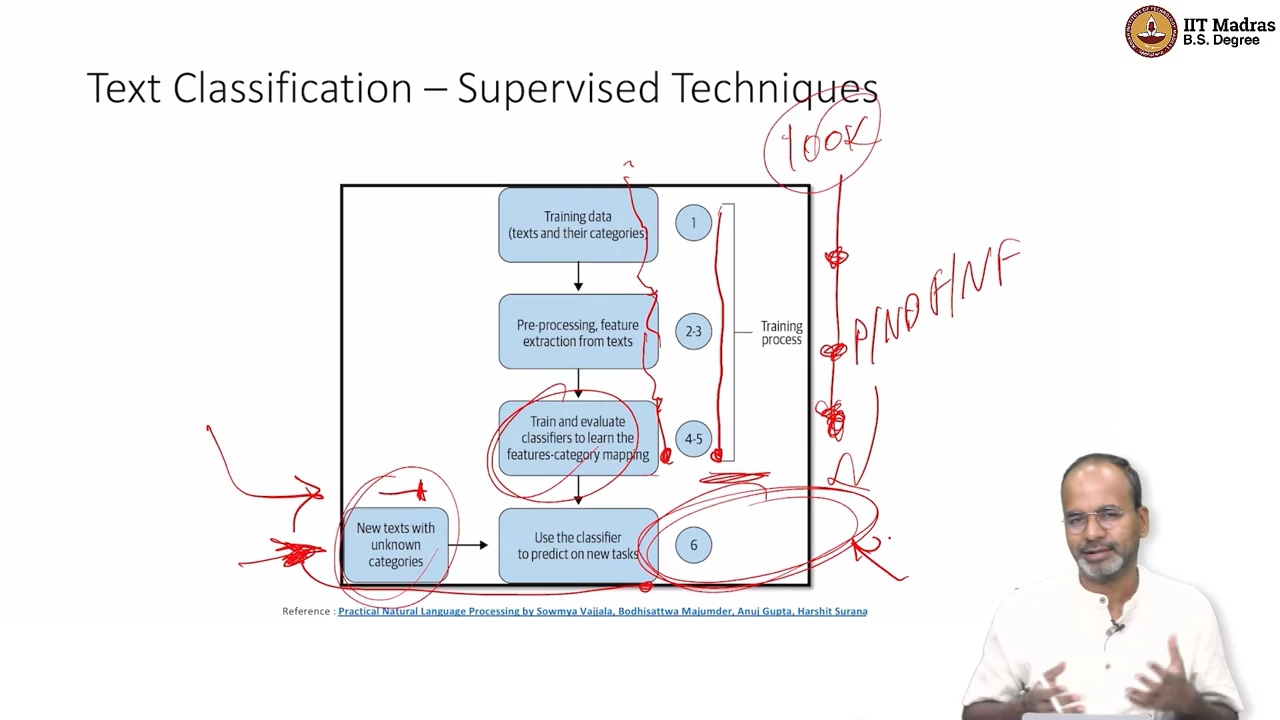 IIT Madras
B.S. Degree
Text Classification – Supervised Techniques
100K
Training data
(texts and their categories)
1
Pre-processing, feature
extraction from texts
2-3
Training
process
Train and evaluate
classifiers to learn the
features-category mapping
4-5
New texts with
unknown
categories
Use the classifier
to predict on new tasks
6
Reference : Practical Natural Language Processing by Sowmya Vajjala, Bodhisattwa Majumder, Anuj Gupta, Harshit Surana